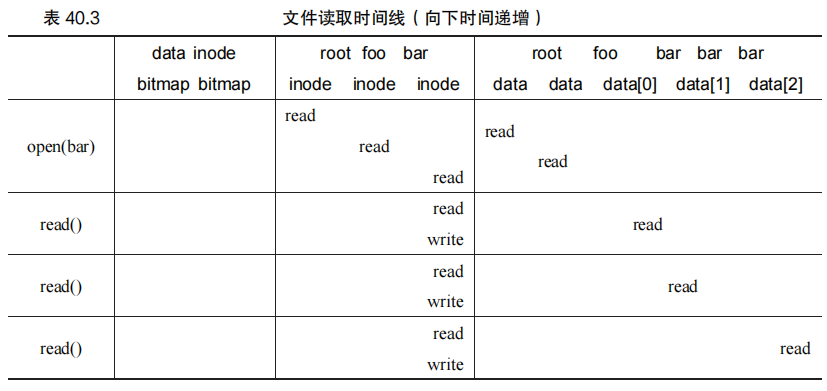 表 40.3 文件读取时间线（向下时间递增）
data inode root foo bar root foo bar bar bar
bitmap bitmap inode inode inode data data data[0] data[1] data[2]
read
read
open(bar) read
read
read
read
read() read
write
read
read() read
write
read
read() read
write